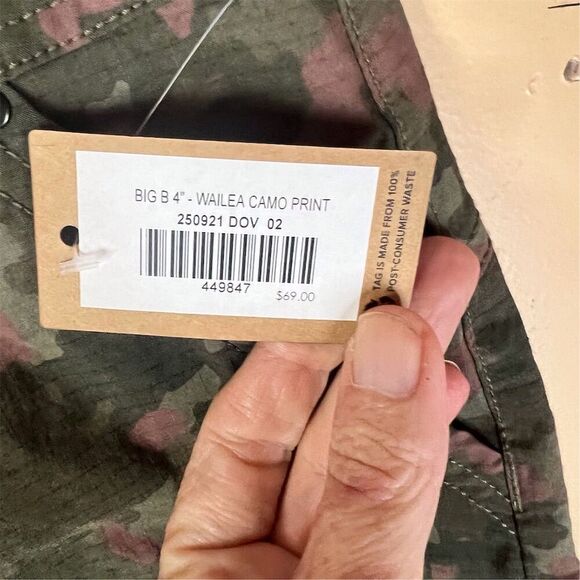 BIG B 4" - WAILEA CAMO PRINT
250921 DOV 02
449847
$69.00
TAG IS MADE FROM 100%
POST-CONSUMER WASTE